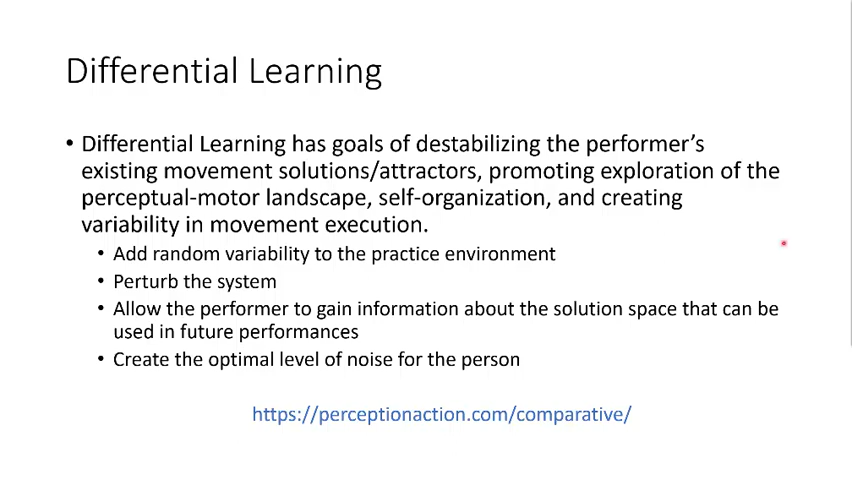 Differential Learning
• Differential Learning has goals of destabilizing the performer's
existing movement solutions/attractors, promoting exploration of the
perceptual-motor landscape, self-organization, and creating
variability in movement execution.
• Add random variability to the practice environment
• Perturb the system
• Allow the performer to gain information about the solution space that can be
used in future performances
• Create the optimal level of noise for the person
https://perceptionaction.com/comparative/